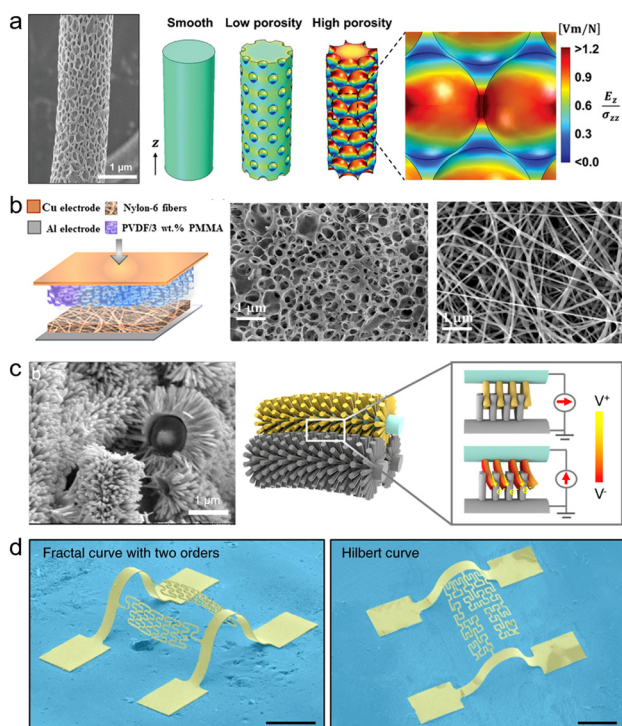 a
Smooth
Low porosity
High porosity
z
1 μm
[Vm/N]
>1.2
0.9
0.6
0.3
<0.0
E_z
σ_zz
b
Cu electrode
Nylon-6 fibers
Al electrode
PVDF/3 wt.% PMMA
1 μm
1 μm
c
b
1 μm
V⁺
V⁻
d
Fractal curve with two orders
Hilbert curve